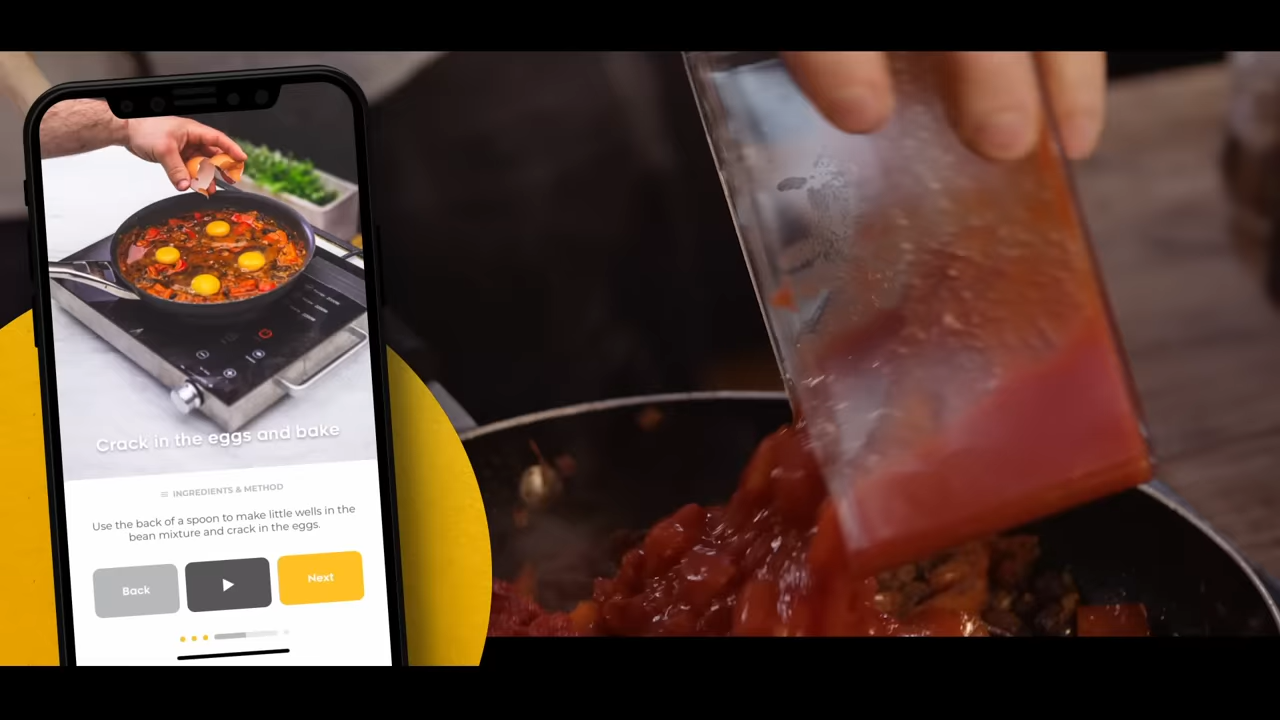 Crack in the eggs and bake
INGREDIENTS & METHOD
Use the back of a spoon to make little wells in the
bean mixture and crack in the eggs.
Back
Next